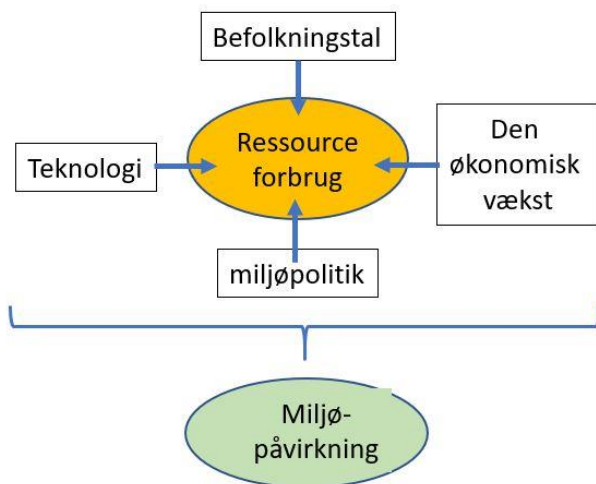 Befolkningstal
Teknologi
Ressource
forbrug
Den
økonomisk
vækst
miljøpolitik
Miljø-
påvirkning